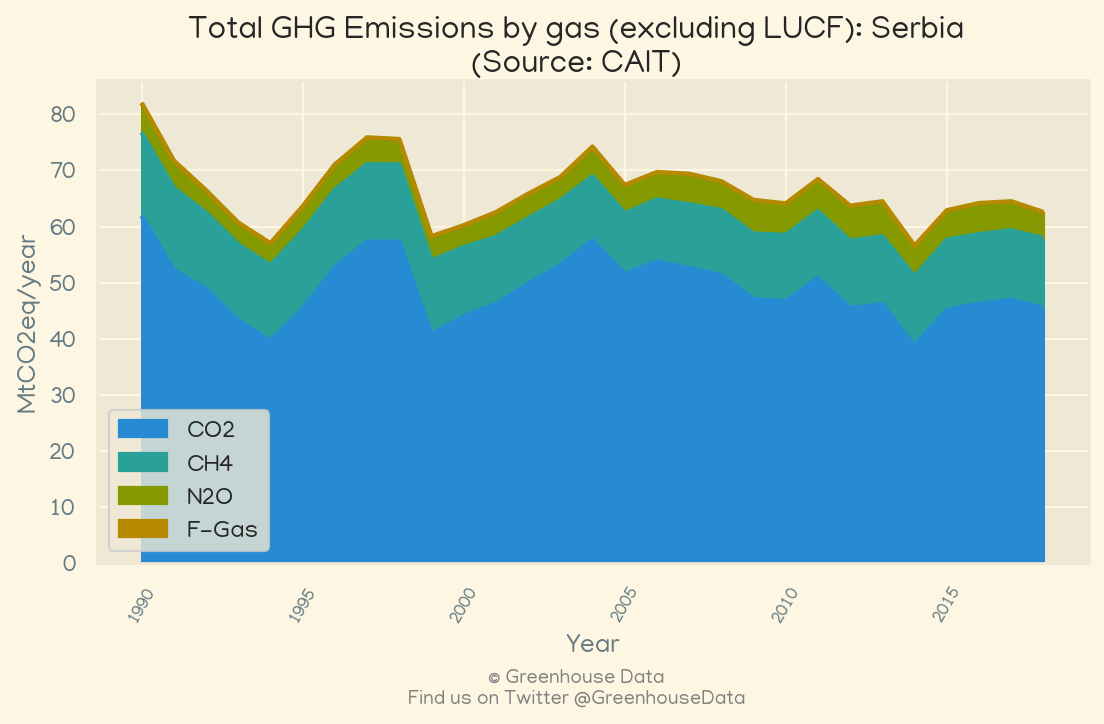 Total GHG Emissions by gas (excluding LUCF): Serbia
(Source: CAIT)
MtCO2eq/year
80
70
60
50
40
30
20
10
0
CO2
CH4
N2O
F-Gas
1990
1995
2000
2005
2010
2015
Year
© Greenhouse Data
Find us on Twitter @GreenhouseData